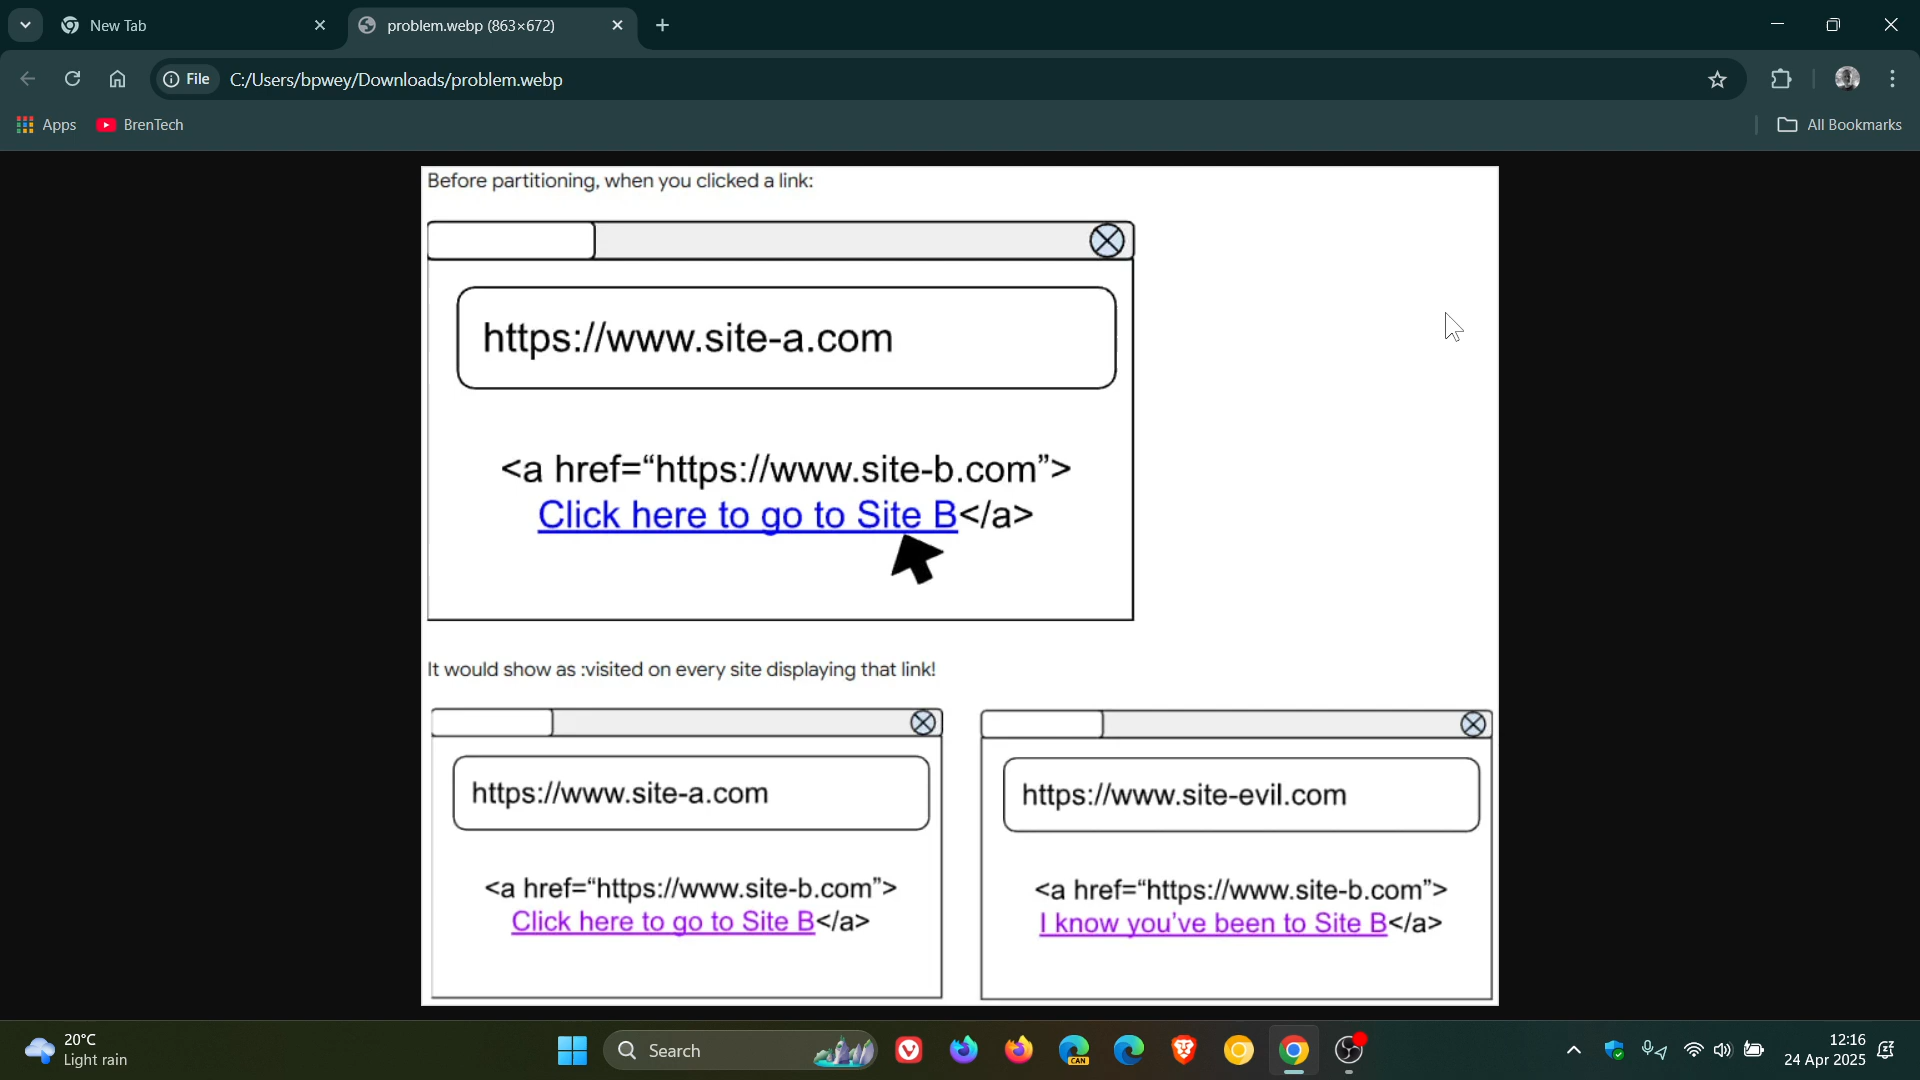 New Tab
problem.webp (863×672)
File
C:/Users/bpwey/Downloads/problem.webp
Apps
BrenTech
All Bookmarks
Before partitioning, when you clicked a link:
https://www.site-a.com
<a href=“https://www.site-b.com”>
Click here to go to Site B</a>
It would show as :visited on every site displaying that link!
https://www.site-a.com
<a href=“https://www.site-b.com”>
Click here to go to Site B</a>
https://www.site-evil.com
<a href=“https://www.site-b.com”>
I know you’ve been to Site B</a>
20°C
Light rain
Search
CAN
12:16
24 Apr 2025